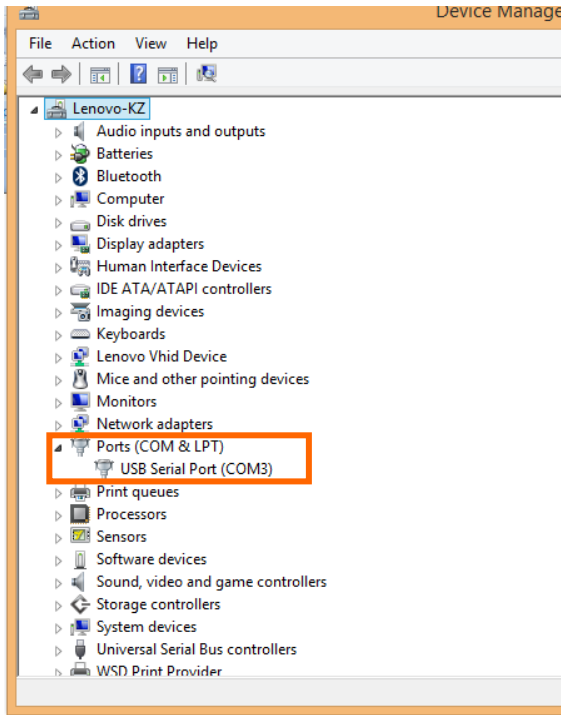 Device Manage
File Action View Help
Lenovo-KZ
Audio inputs and outputs
Batteries
Bluetooth
Computer
Disk drives
Display adapters
Human Interface Devices
IDE ATA/ATAPI controllers
Imaging devices
Keyboards
Lenovo Vhid Device
Mice and other pointing devices
Monitors
Network adapters
Ports (COM & LPT)
USB Serial Port (COM3)
Print queues
Processors
Sensors
Software devices
Sound, video and game controllers
Storage controllers
System devices
Universal Serial Bus controllers
WSD Print Provider